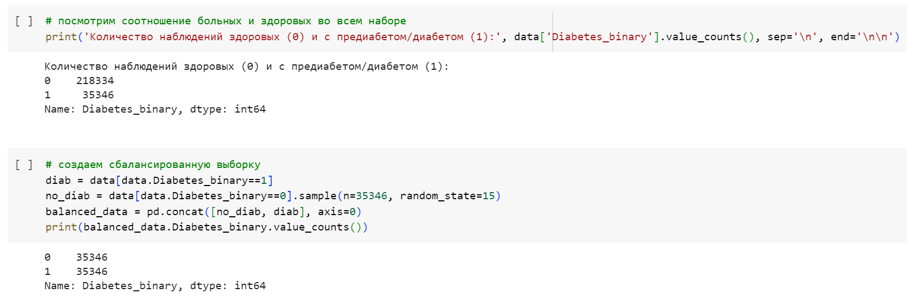 [ ] # посмотрим соотношение больных и здоровых во всем наборе
print('Количество наблюдений здоровых (0) и с предиабетом/диабетом (1):', data['Diabetes_binary'].value_counts(), sep='\n', end='\n\n')
Количество наблюдений здоровых (0) и с предиабетом/диабетом (1):
0    218334
1     35346
Name: Diabetes_binary, dtype: int64
[ ] # создаем сбалансированную выборку
diab = data[data.Diabetes_binary==1]
no_diab = data[data.Diabetes_binary==0].sample(n=35346, random_state=15)
balanced_data = pd.concat([no_diab, diab], axis=0)
print(balanced_data.Diabetes_binary.value_counts())
0    35346
1    35346
Name: Diabetes_binary, dtype: int64